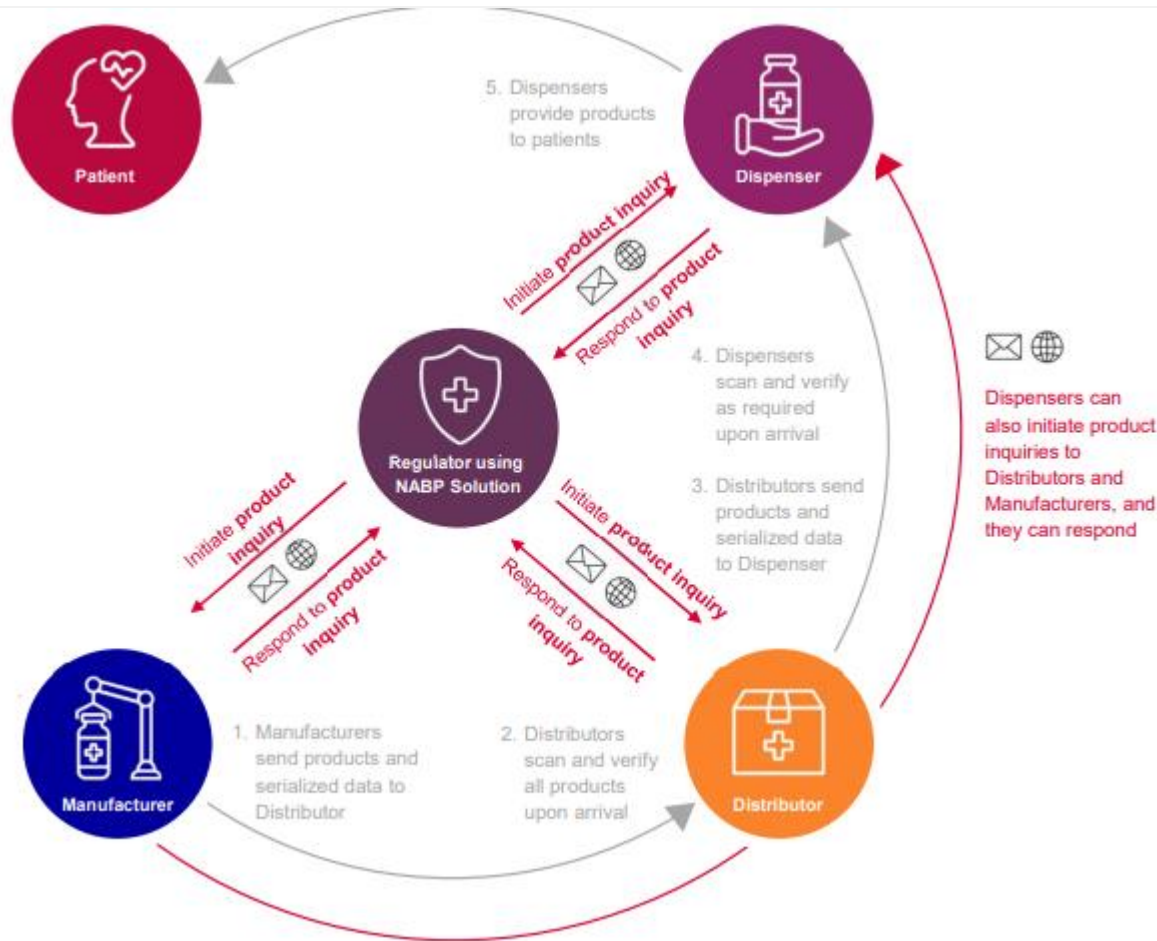 Patient
5. Dispensers
provide products
to patients
Dispenser
Initiate product inquiry
Respond to product
inquiry
Regulator using
NABP Solution
4. Dispensers
scan and verify
as required
upon arrival
3. Distributors send
products and
serialized data
to Dispenser
Dispensers can
also initiate product
inquiries to
Distributors and
Manufacturers, and
they can respond
Initiate product
inquiry
Respond to product
inquiry
Initiate product inquiry
Respond to product
inquiry
Manufacturer
1. Manufacturers
send products and
serialized data to
Distributor
2. Distributors
scan and verify
all products
upon arrival
Distributor